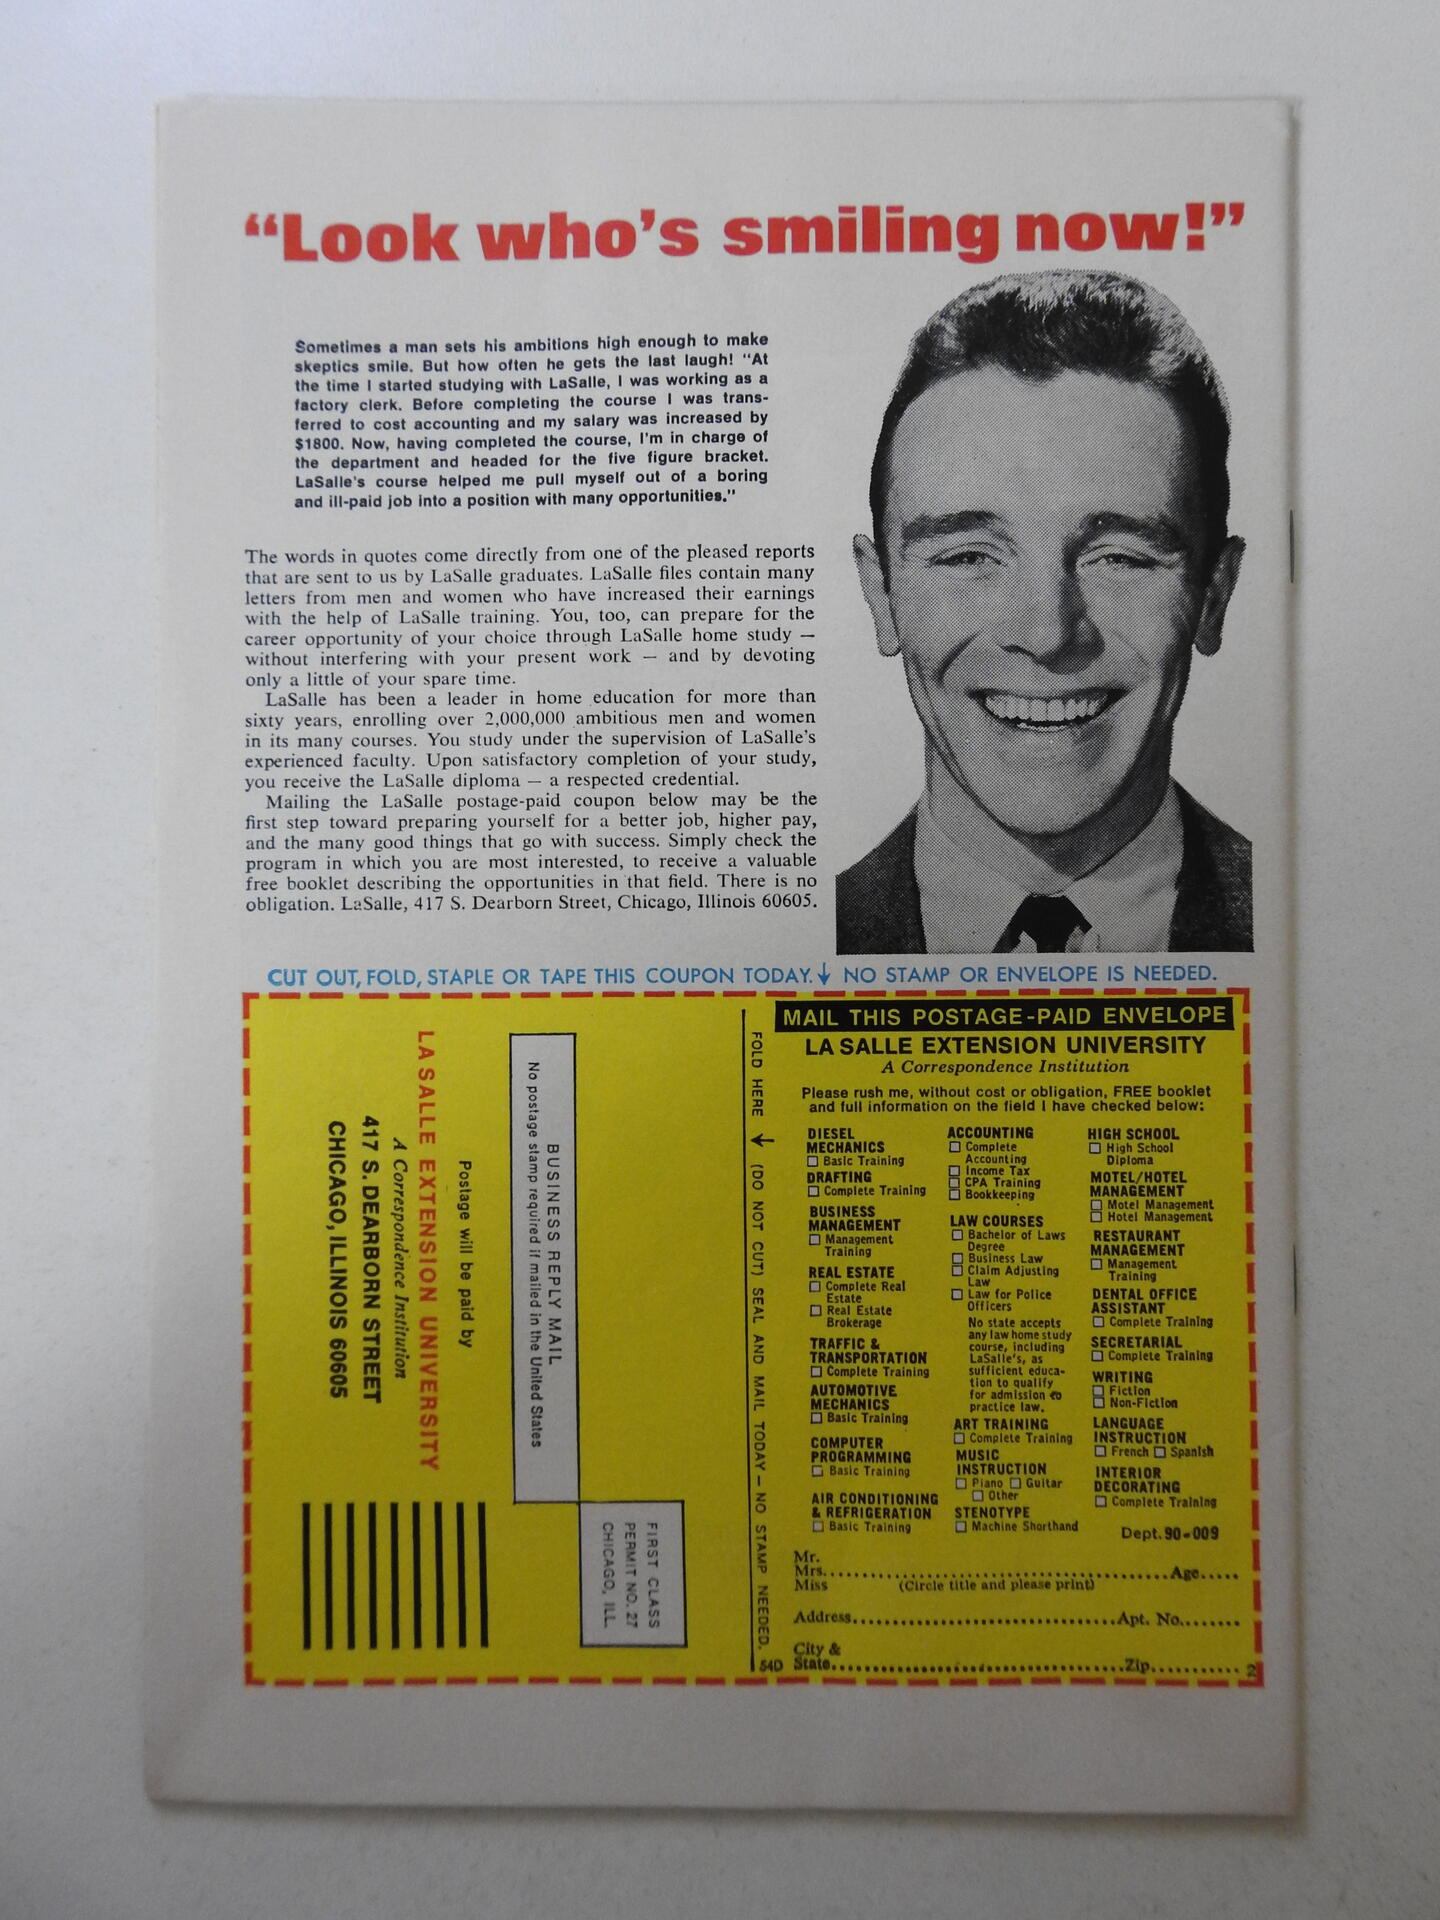 “Look who’s smiling now!”
Sometimes a man sets his ambitions high enough to make
skeptics smile. But how often he gets the last laugh! “At
the time I started studying with LaSalle, I was working as a
factory clerk. Before completing the course I was trans-
ferred to cost accounting and my salary was increased by
$1800. Now, having completed the course, I’m in charge of
the department and headed for the five figure bracket.
LaSalle’s course helped me pull myself out of a boring
and ill-paid job into a position with many opportunities.”
The words in quotes come directly from one of the pleased reports
that are sent to us by LaSalle graduates. LaSalle files contain many
letters from men and women who have increased their earnings
with the help of LaSalle training. You, too, can prepare for the
career opportunity of your choice through LaSalle home study —
without interfering with your present work — and by devoting
only a little of your spare time.
LaSalle has been a leader in home education for more than
sixty years, enrolling over 2,000,000 ambitious men and women
in its many courses. You study under the supervision of LaSalle’s
experienced faculty. Upon satisfactory completion of your study,
you receive the LaSalle diploma — a respected credential.
Mailing the LaSalle postage-paid coupon below may be the
first step toward preparing yourself for a better job, higher pay,
and the many good things that go with success. Simply check the
program in which you are most interested, to receive a valuable
free booklet describing the opportunities in that field. There is no
obligation. LaSalle, 417 S. Dearborn Street, Chicago, Illinois 60605.
CUT OUT, FOLD, STAPLE OR TAPE THIS COUPON TODAY. ↓ NO STAMP OR ENVELOPE IS NEEDED.
FIRST CLASS
PERMIT NO. 27
CHICAGO, ILL.
BUSINESS REPLY MAIL
No postage stamp required if mailed in the United States
Postage will be paid by
LA SALLE EXTENSION UNIVERSITY
A Correspondence Institution
417 S. DEARBORN STREET
CHICAGO, ILLINOIS 60605
FOLD HERE → (DO NOT CUT) SEAL AND MAIL TODAY — NO STAMP NEEDED.
54D
MAIL THIS POSTAGE-PAID ENVELOPE
LA SALLE EXTENSION UNIVERSITY
A Correspondence Institution
Please rush me, without cost or obligation, FREE booklet
and full information on the field I have checked below:
DIESEL
MECHANICS
☐ Basic Training
DRAFTING
☐ Complete Training
BUSINESS
MANAGEMENT
☐ Management
Training
REAL ESTATE
☐ Complete Real
Estate
☐ Real Estate
Brokerage
TRAFFIC &
TRANSPORTATION
☐ Complete Training
AUTOMOTIVE
MECHANICS
☐ Basic Training
COMPUTER
PROGRAMMING
☐ Basic Training
AIR CONDITIONING
& REFRIGERATION
☐ Basic Training
ACCOUNTING
☐ Complete
Accounting
☐ Income Tax
☐ CPA Training
☐ Bookkeeping
LAW COURSES
☐ Bachelor of Laws
Degree
☐ Business Law
☐ Claim Adjusting
Law
☐ Law for Police
Officers
No state accepts
any law home study
course, including
LaSalle's, as
sufficient educa-
tion to qualify
for admission to
practice law.
ART TRAINING
☐ Complete Training
MUSIC
INSTRUCTION
☐ Piano ☐ Guitar
☐ Other
STENOTYPE
☐ Machine Shorthand
HIGH SCHOOL
☐ High School
Diploma
MOTEL/HOTEL
MANAGEMENT
☐ Motel Management
☐ Hotel Management
RESTAURANT
MANAGEMENT
☐ Management
Training
DENTAL OFFICE
ASSISTANT
☐ Complete Training
SECRETARIAL
☐ Complete Training
WRITING
☐ Fiction
☐ Non-Fiction
LANGUAGE
INSTRUCTION
☐ French ☐ Spanish
INTERIOR
DECORATING
☐ Complete Training
Dept. 90-009
Mr.
Mrs. Age
Miss (Circle title and please print)
Address Apt. No.
City &
State Zip 2